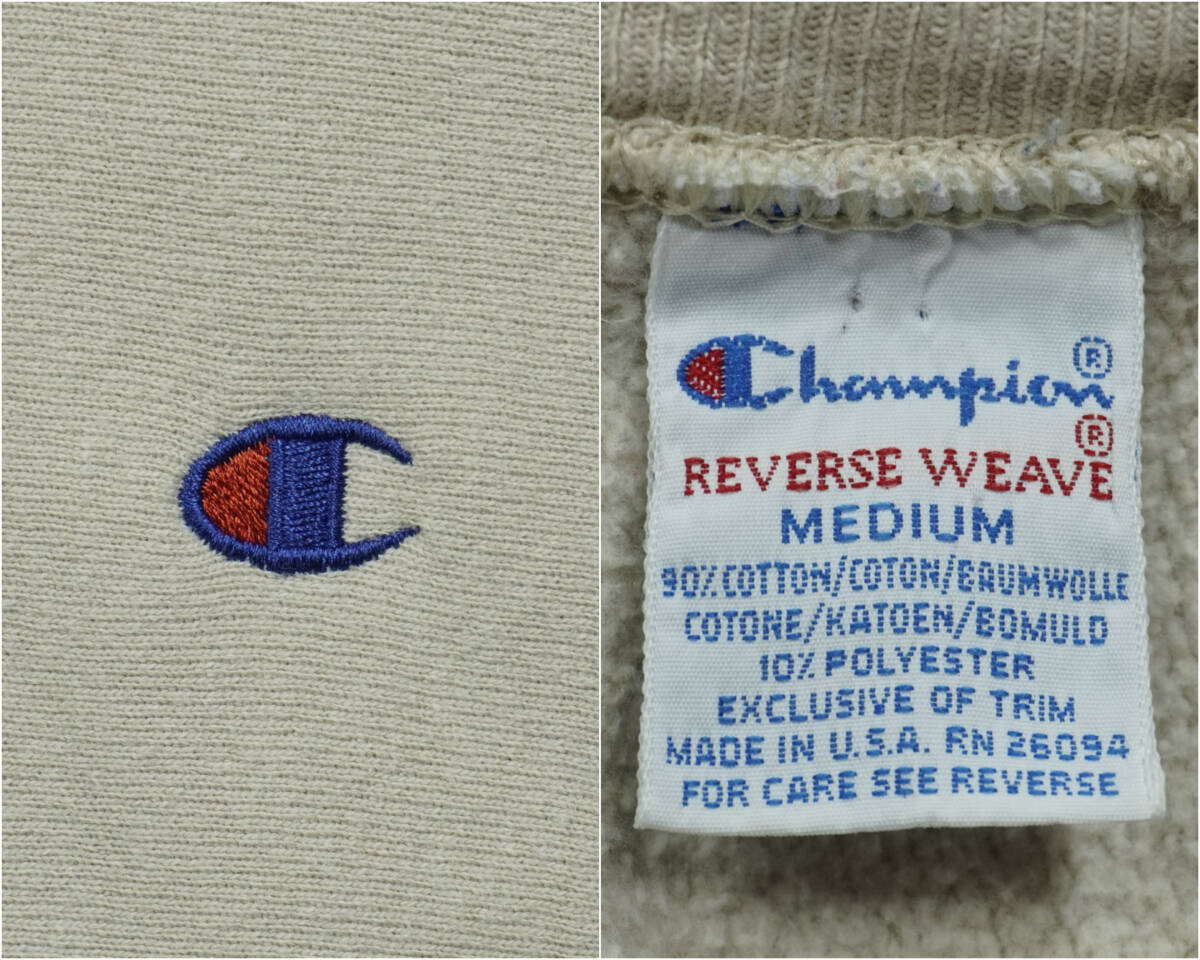 Champion®
®
REVERSE WEAVE
MEDIUM
90% COTTON/COTON/BAUMWOLLE
COTONE/KATOEN/BOMULD
10% POLYESTER
EXCLUSIVE OF TRIM
MADE IN U.S.A. RN 26094
FOR CARE SEE REVERSE